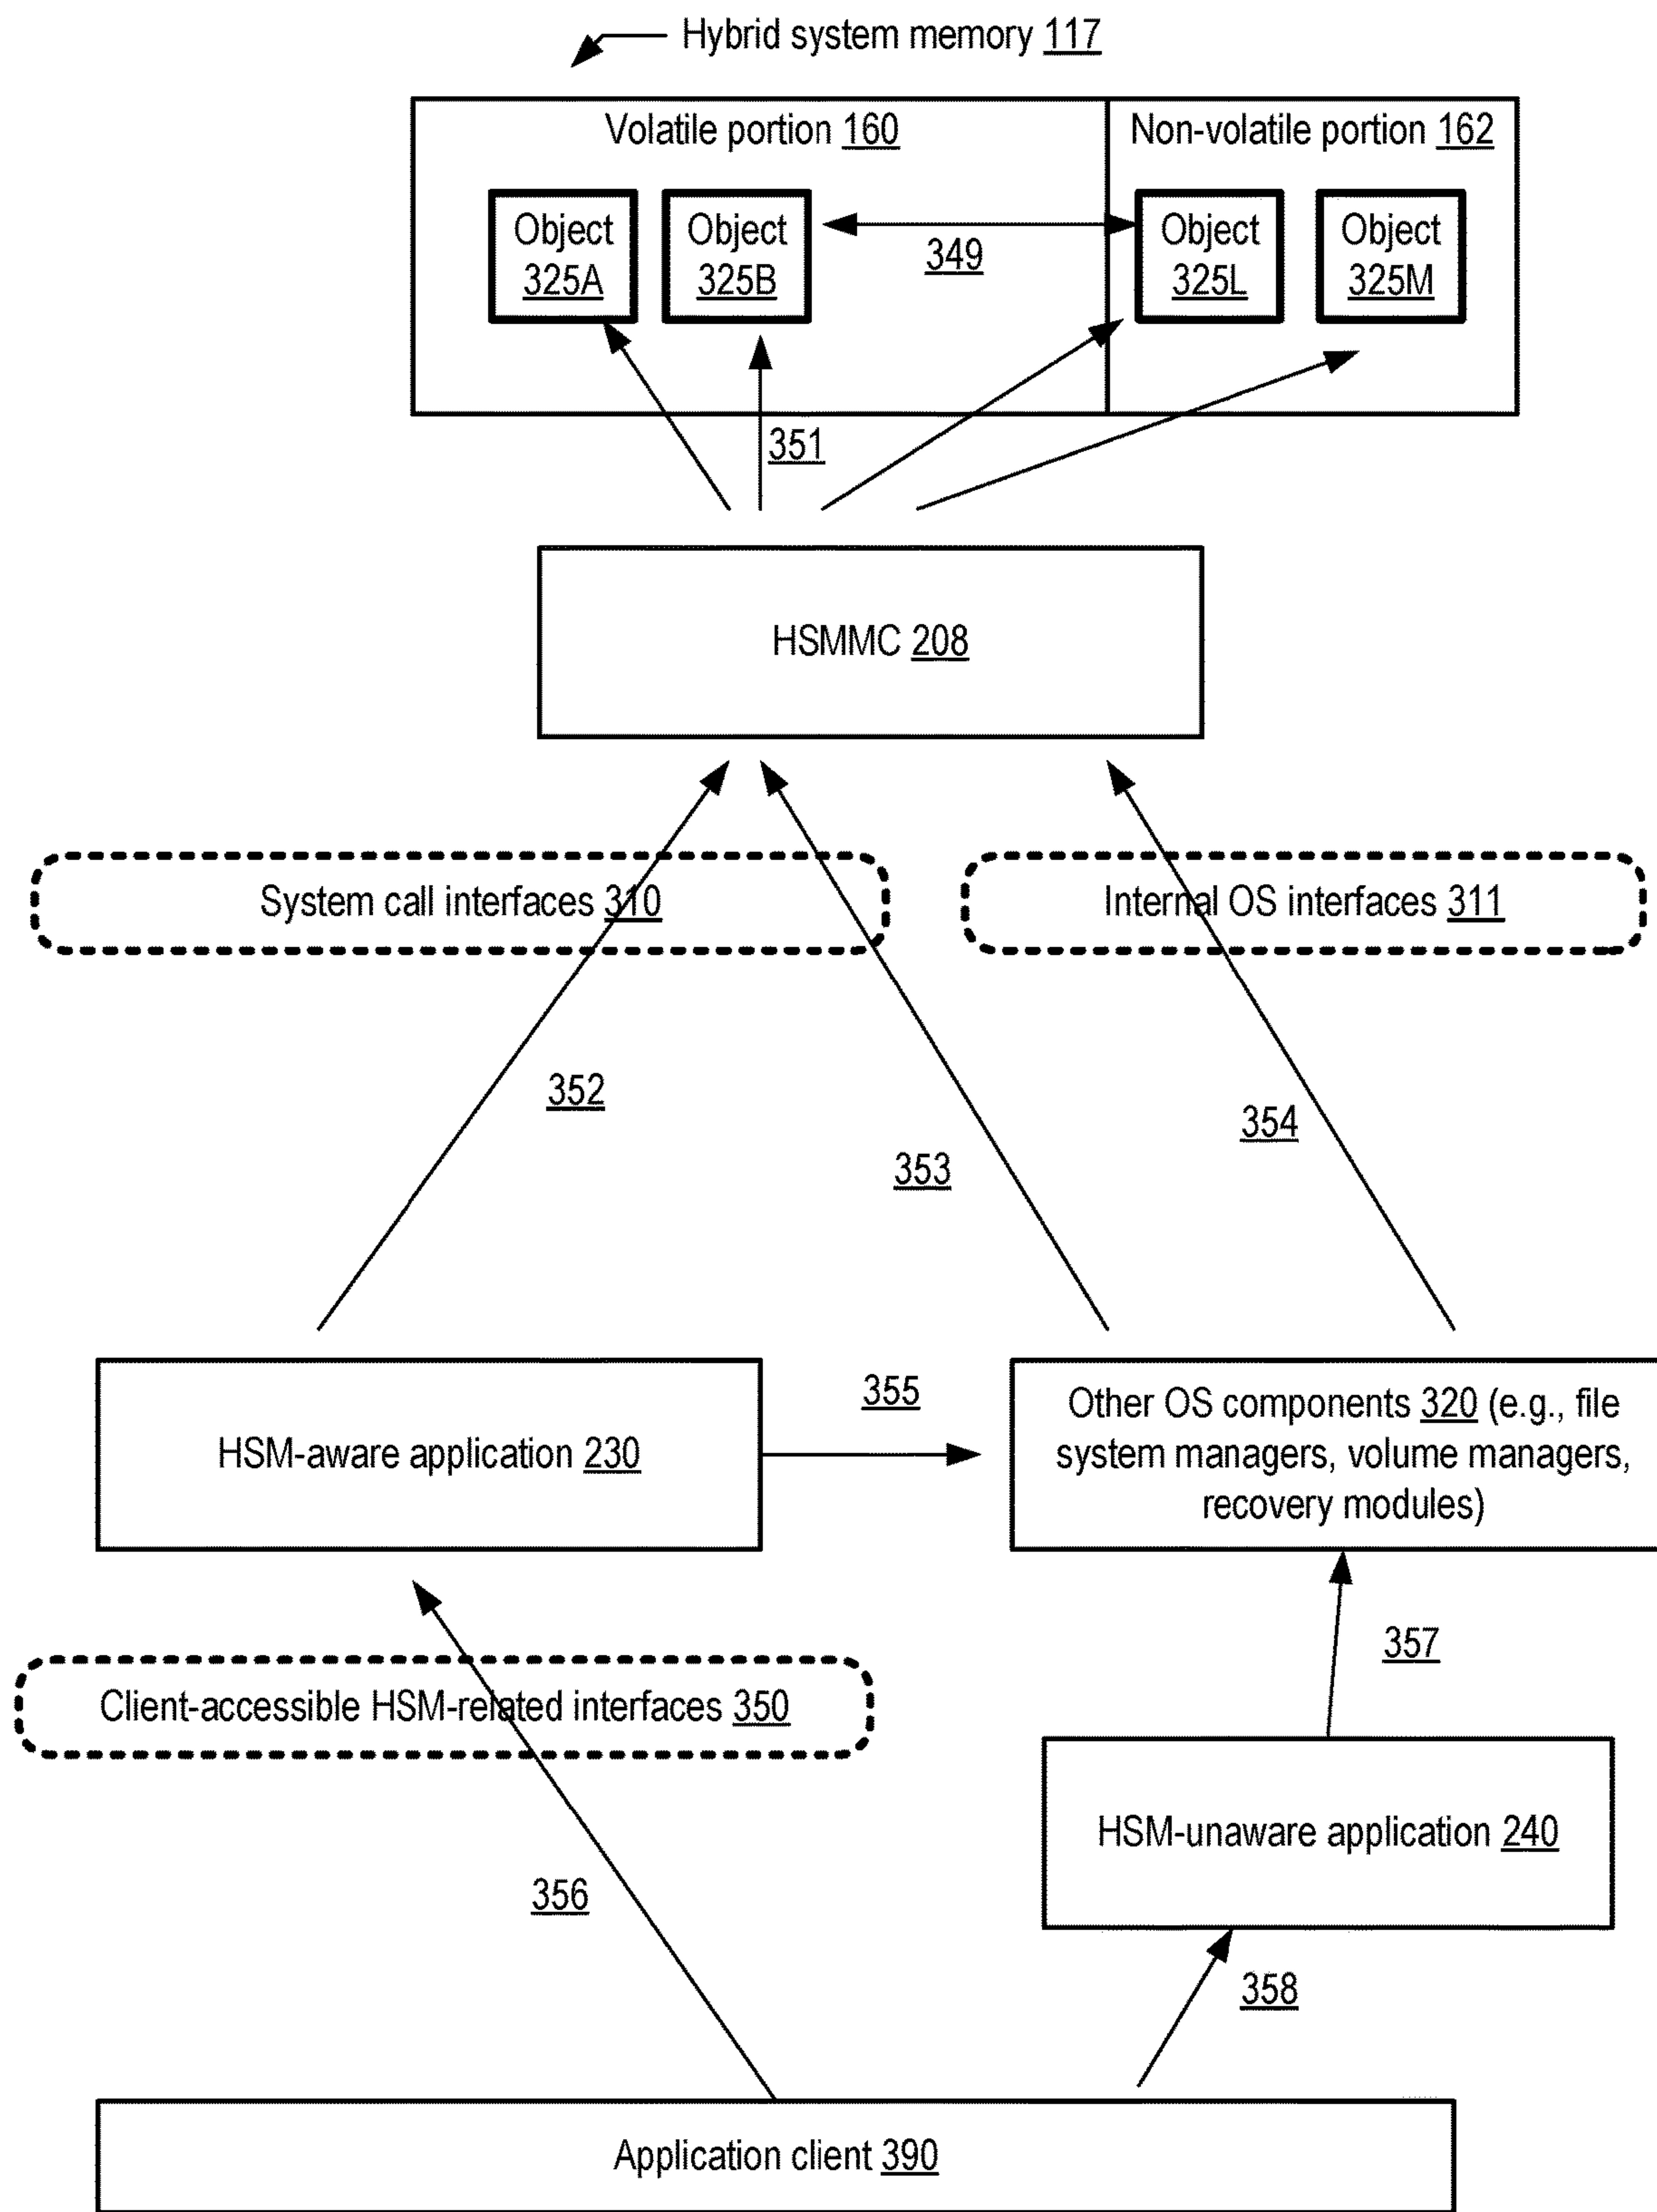 Hybrid system memory 117
Volatile portion 160
Non-volatile portion 162
Object
325A
Object
325B
349
Object
325L
Object
325M
351
HSMMC 208
System call interfaces 310
Internal OS interfaces 311
352
353
354
HSM-aware application 230
355
Other OS components 320 (e.g., file
system managers, volume managers,
recovery modules)
Client-accessible HSM-related interfaces 350
357
HSM-unaware application 240
356
358
Application client 390